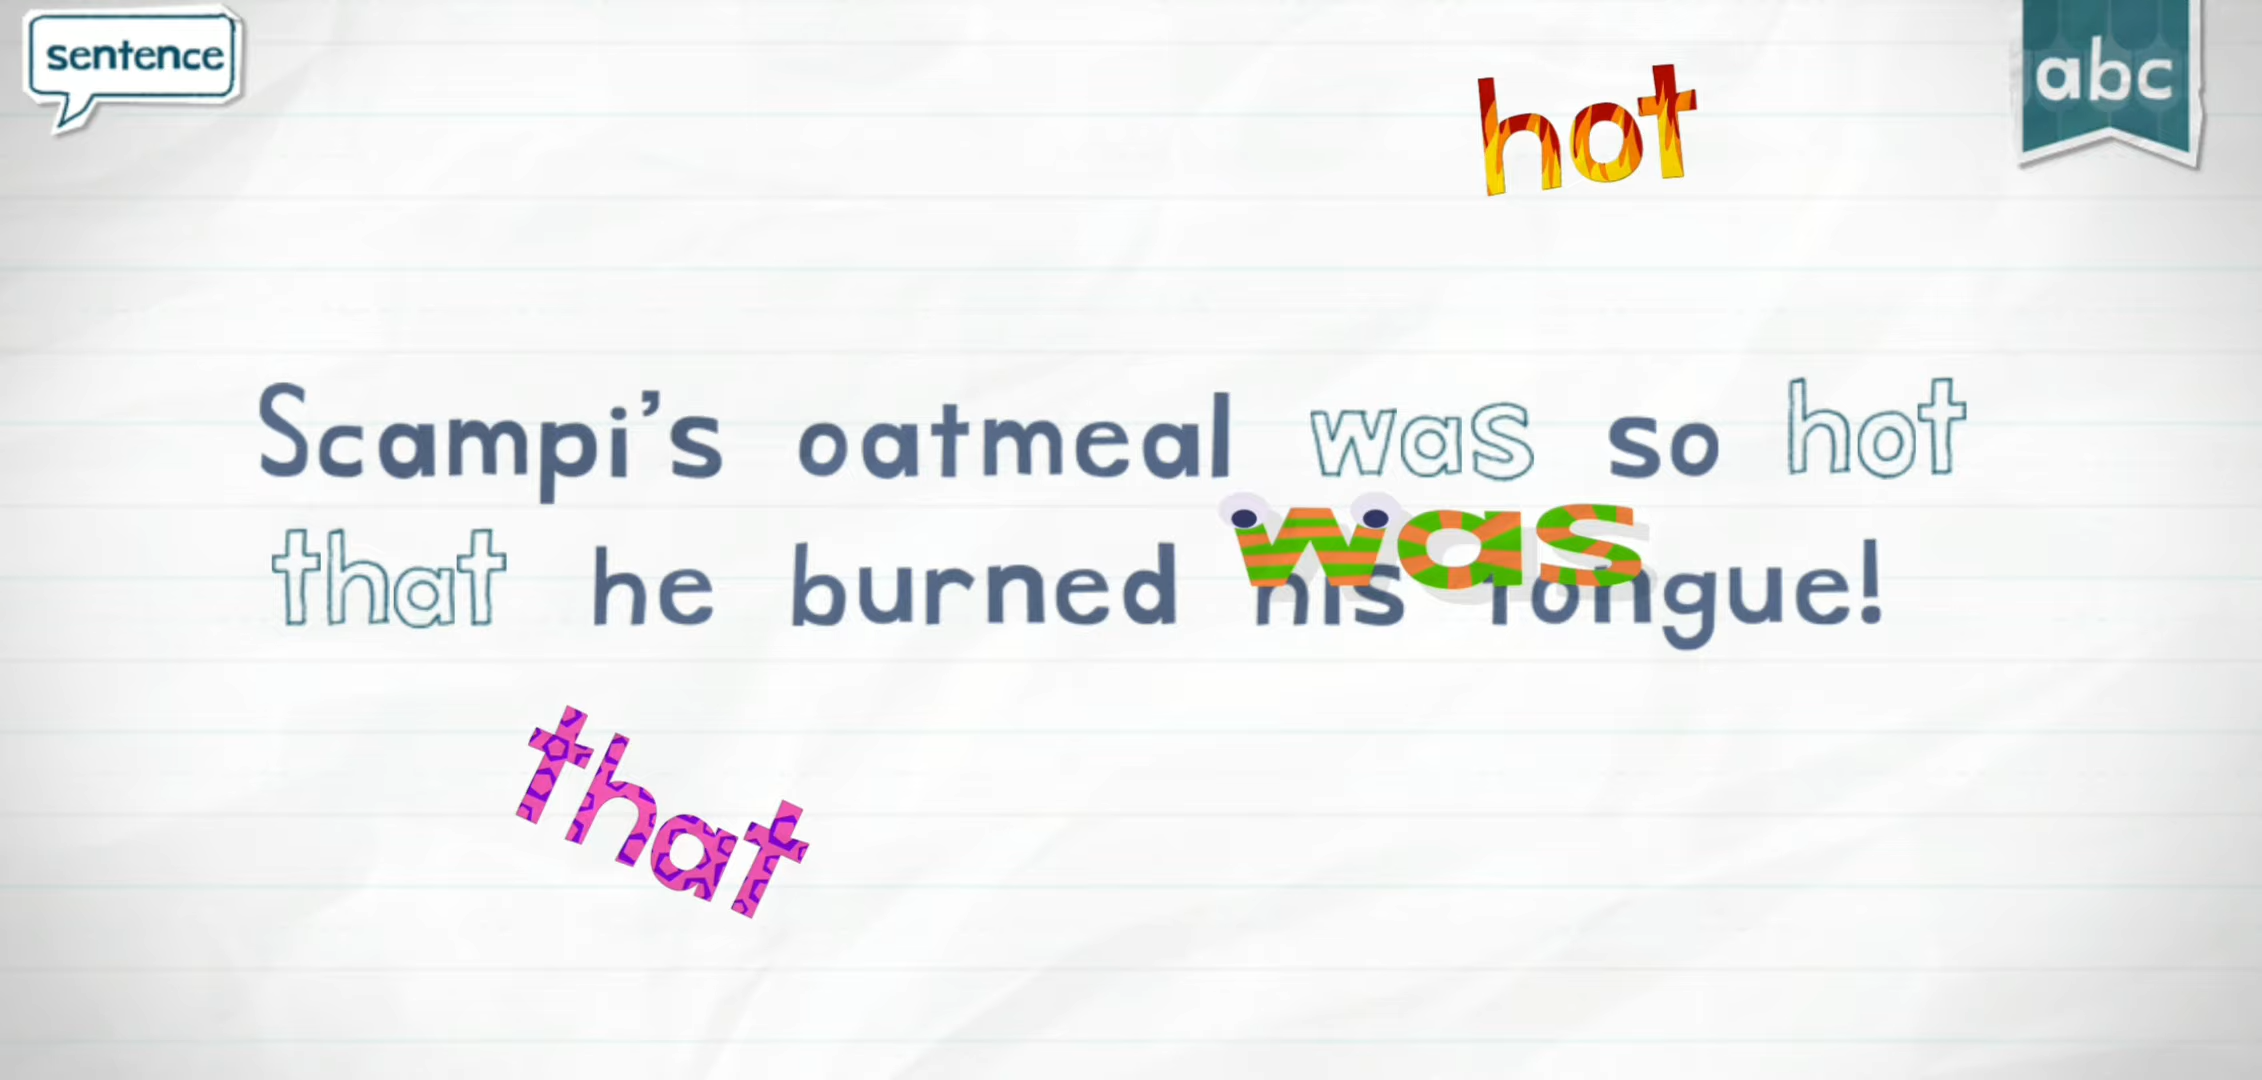 sentence
abc
hot
Scampi's oatmeal was so hot
was
that he burned his tongue!
that